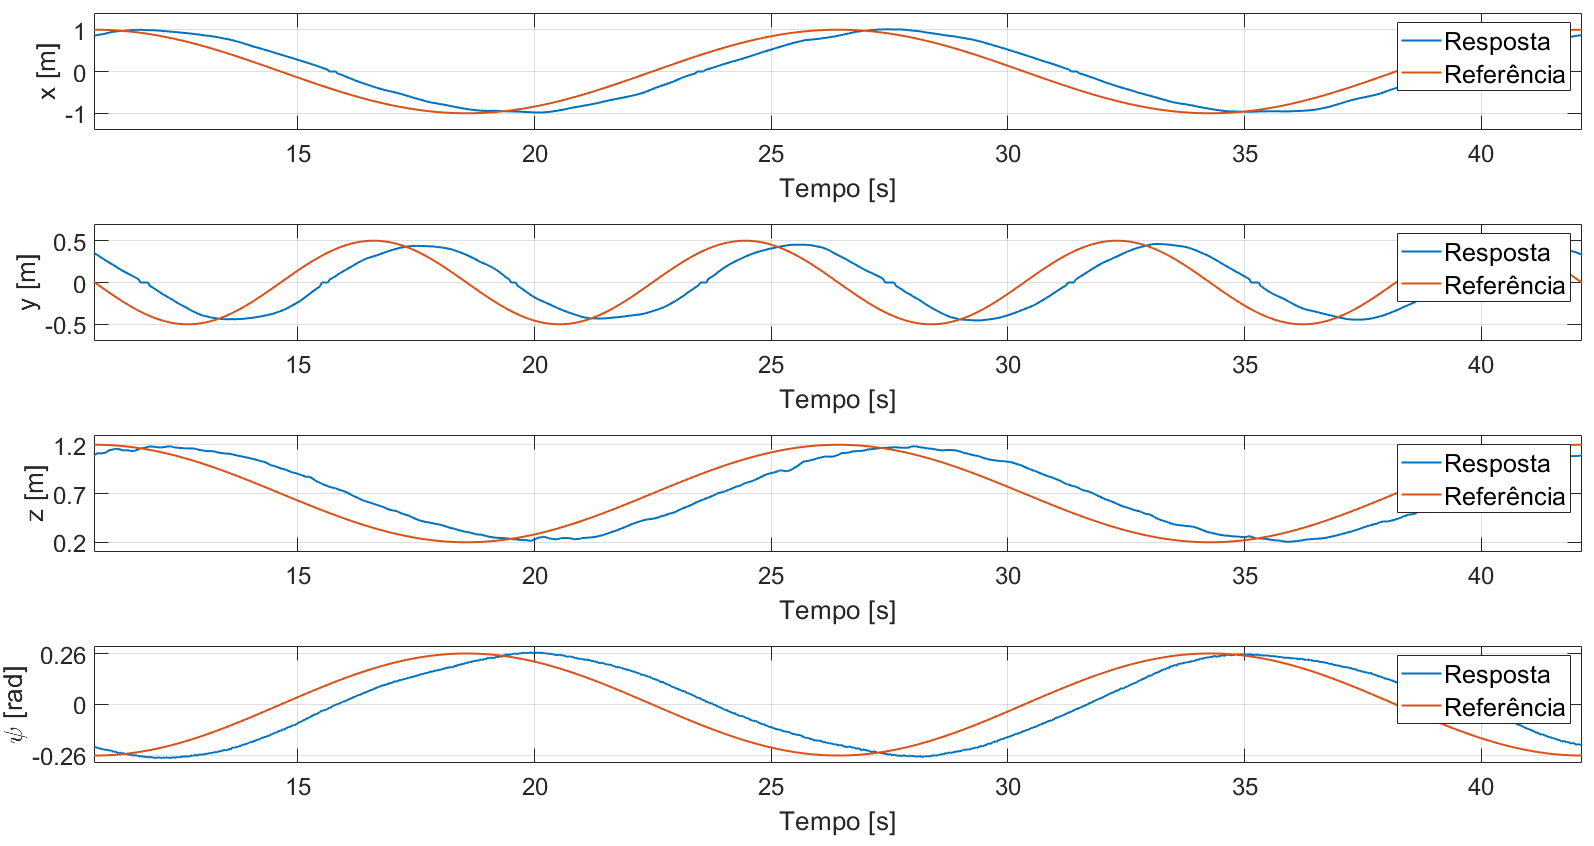 1
0
-1
x [m]
Resposta
Referência
15 20 25 30 35 40
Tempo [s]
0.5
0
-0.5
y [m]
Resposta
Referência
15 20 25 30 35 40
Tempo [s]
1.2
0.7
0.2
z [m]
Resposta
Referência
15 20 25 30 35 40
Tempo [s]
0.26
0
-0.26
ψ [rad]
Resposta
Referência
15 20 25 30 35 40
Tempo [s]